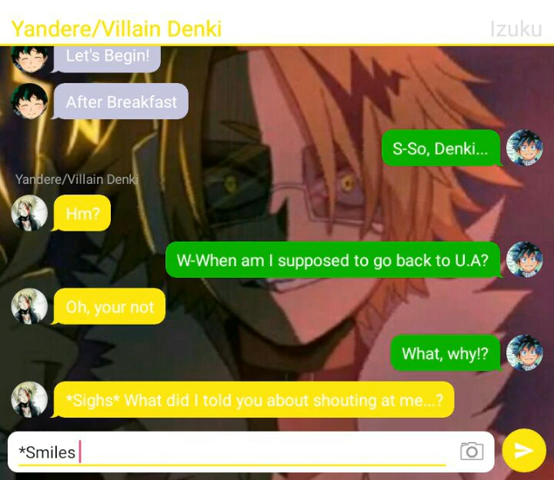 Yandere/Villain Denki Izuku
Let's Begin!
After Breakfast
S-So, Denki...
Yandere/Villain Denki
Hm?
W-When am I supposed to go back to U.A?
Oh, your not
What, why!?
*Sighs* What did I told you about shouting at me...?
*Smiles